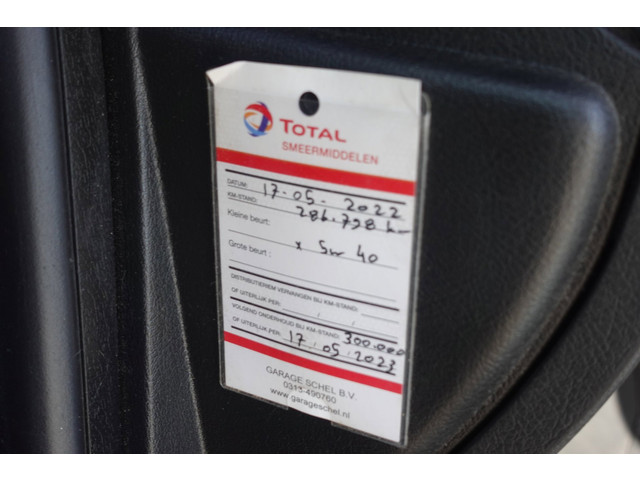 TOTAL
SMEERMIDDELEN
DATUM: 17-05-2022
KM-STAND: 286.798 km
Kleine beurt:
Grote beurt: x 5w 40
DISTRIBUTIERIEM VERVANGEN BIJ KM-STAND:
OF UITERLIJK PER: / /
VOLGEND ONDERHOUD BIJ KM-STAND: 300.000
OF UITERLIJK PER: 17/05/2023
GARAGE SCHEL B.V.
0313-490760
www.garageschel.nl